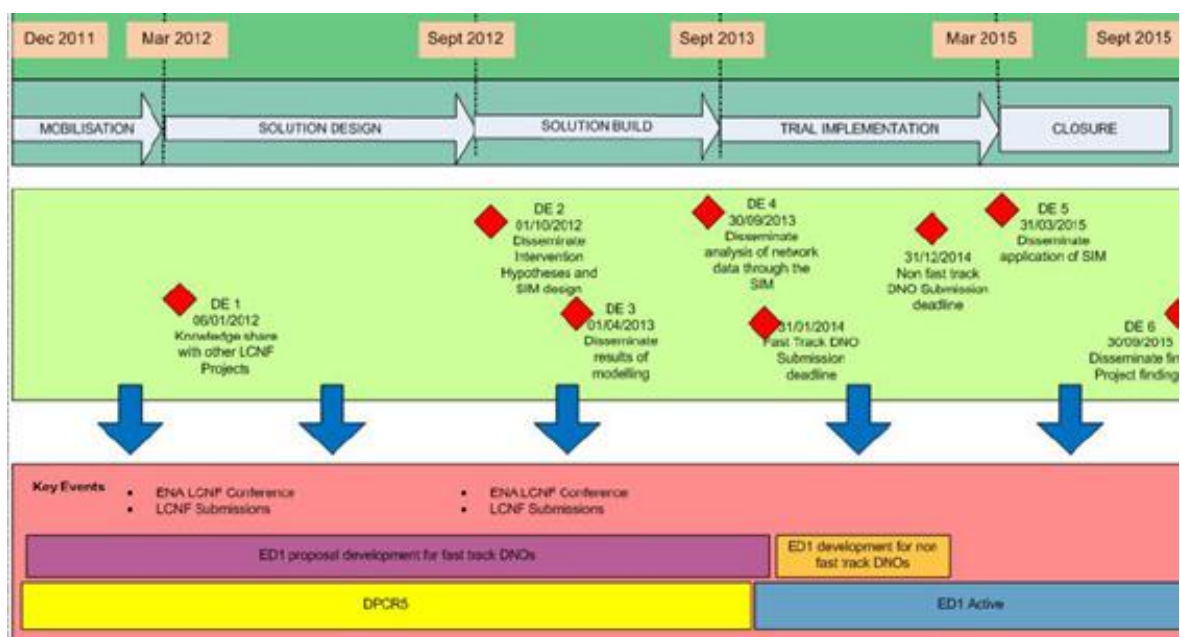 Dec 2011
Mar 2012
Sept 2012
Sept 2013
Mar 2015
Sept 2015
MOBILISATION
SOLUTION DESIGN
SOLUTION BUILD
TRIAL IMPLEMENTATION
CLOSURE
DE 1
06/01/2012
Knowledge share
with other LCNF
Projects
DE 2
01/10/2012
Disseminate
Intervention
Hypotheses and
SIM design
DE 3
01/04/2013
Disseminate
results of
modelling
DE 4
30/09/2013
Disseminate
analysis of network
data through the
SIM
31/01/2014
Fast Track DNO
Submission
deadline
31/12/2014
Non fast track
DNO Submission
deadline
DE 5
31/03/2015
Disseminate
application of SIM
DE 6
30/09/2015
Disseminate fin
Project finding
Key Events
• ENA LCNF Conference
• LCNF Submissions
• ENA LCNF Conference
• LCNF Submissions
ED1 proposal development for fast track DNOs
ED1 development for non
fast track DNOs
DPCR5
ED1 Active